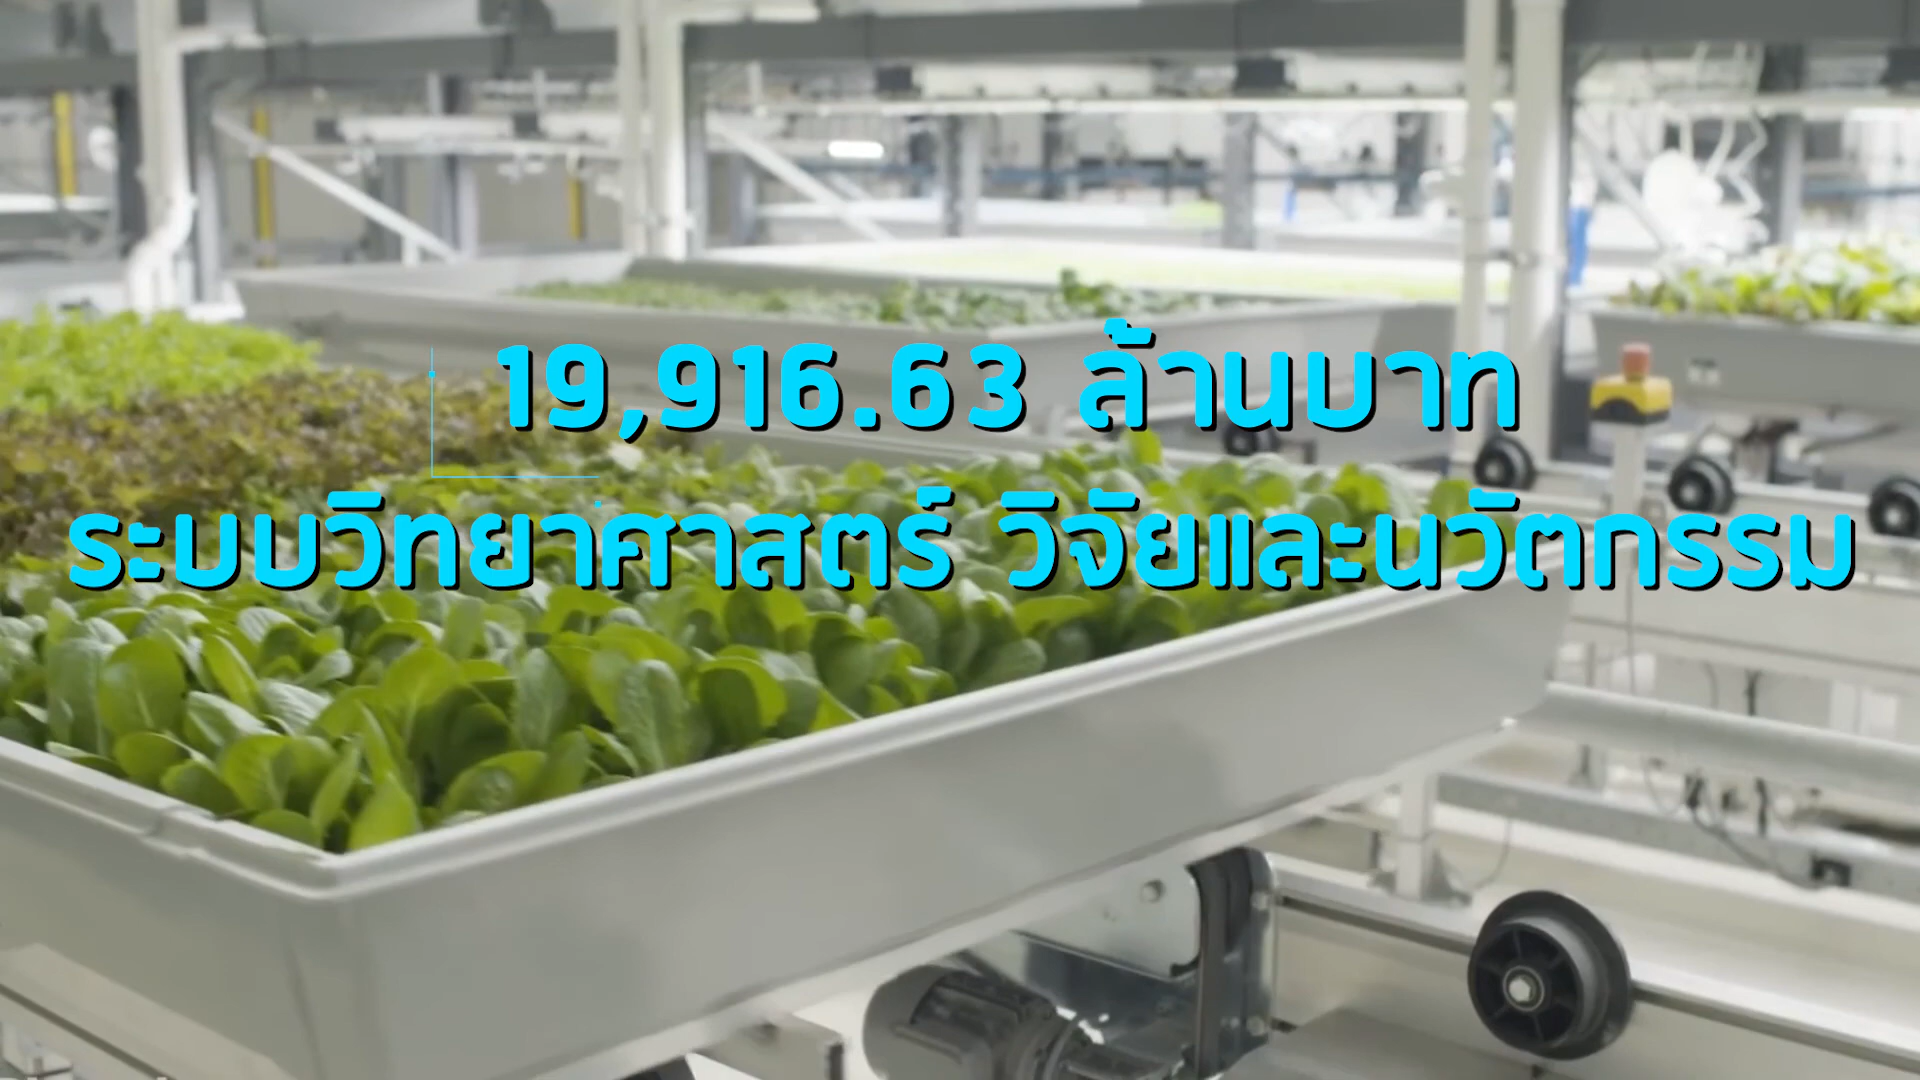 19,916.63 ล้านบาท
ระบบวิทยาศาสตร์ วิจัยและนวัตกรรม